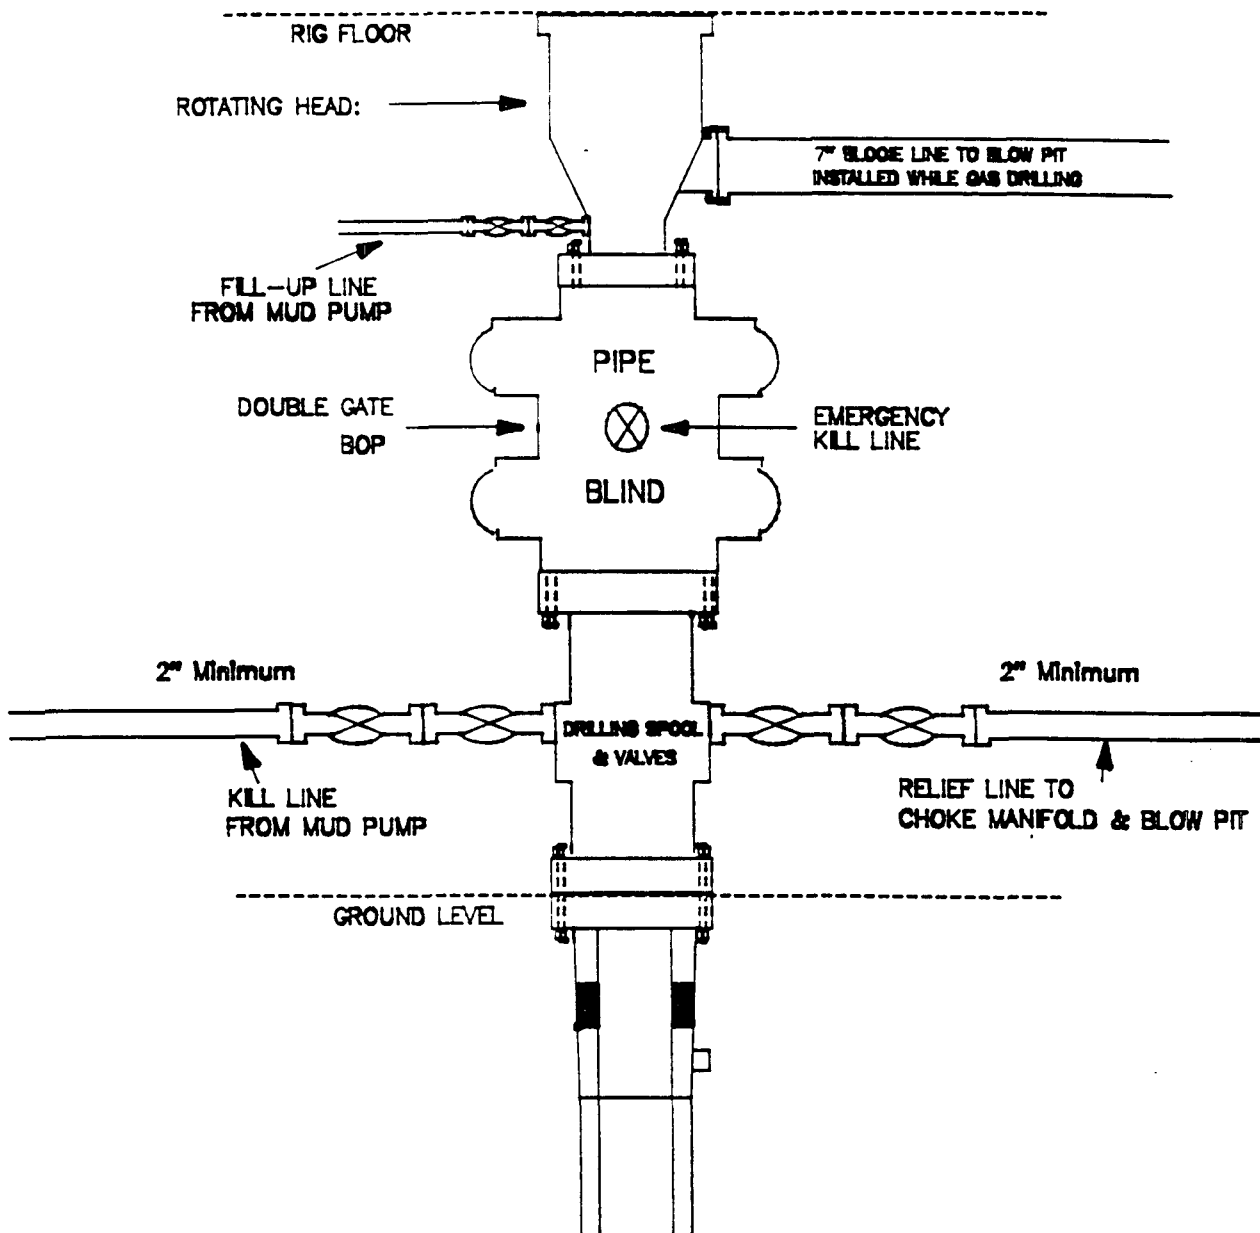 RIG FLOOR
ROTATING HEAD:
7" BLOOIE LINE TO BLOW PIT
INSTALLED WHILE GAS DRILLING
FILL-UP LINE
FROM MUD PUMP
PIPE
DOUBLE GATE
BOP
EMERGENCY
KILL LINE
BLIND
2" Minimum
2" Minimum
DRILLING SPOOL
& VALVES
KILL LINE
FROM MUD PUMP
RELIEF LINE TO
CHOKE MANIFOLD & BLOW PIT
GROUND LEVEL